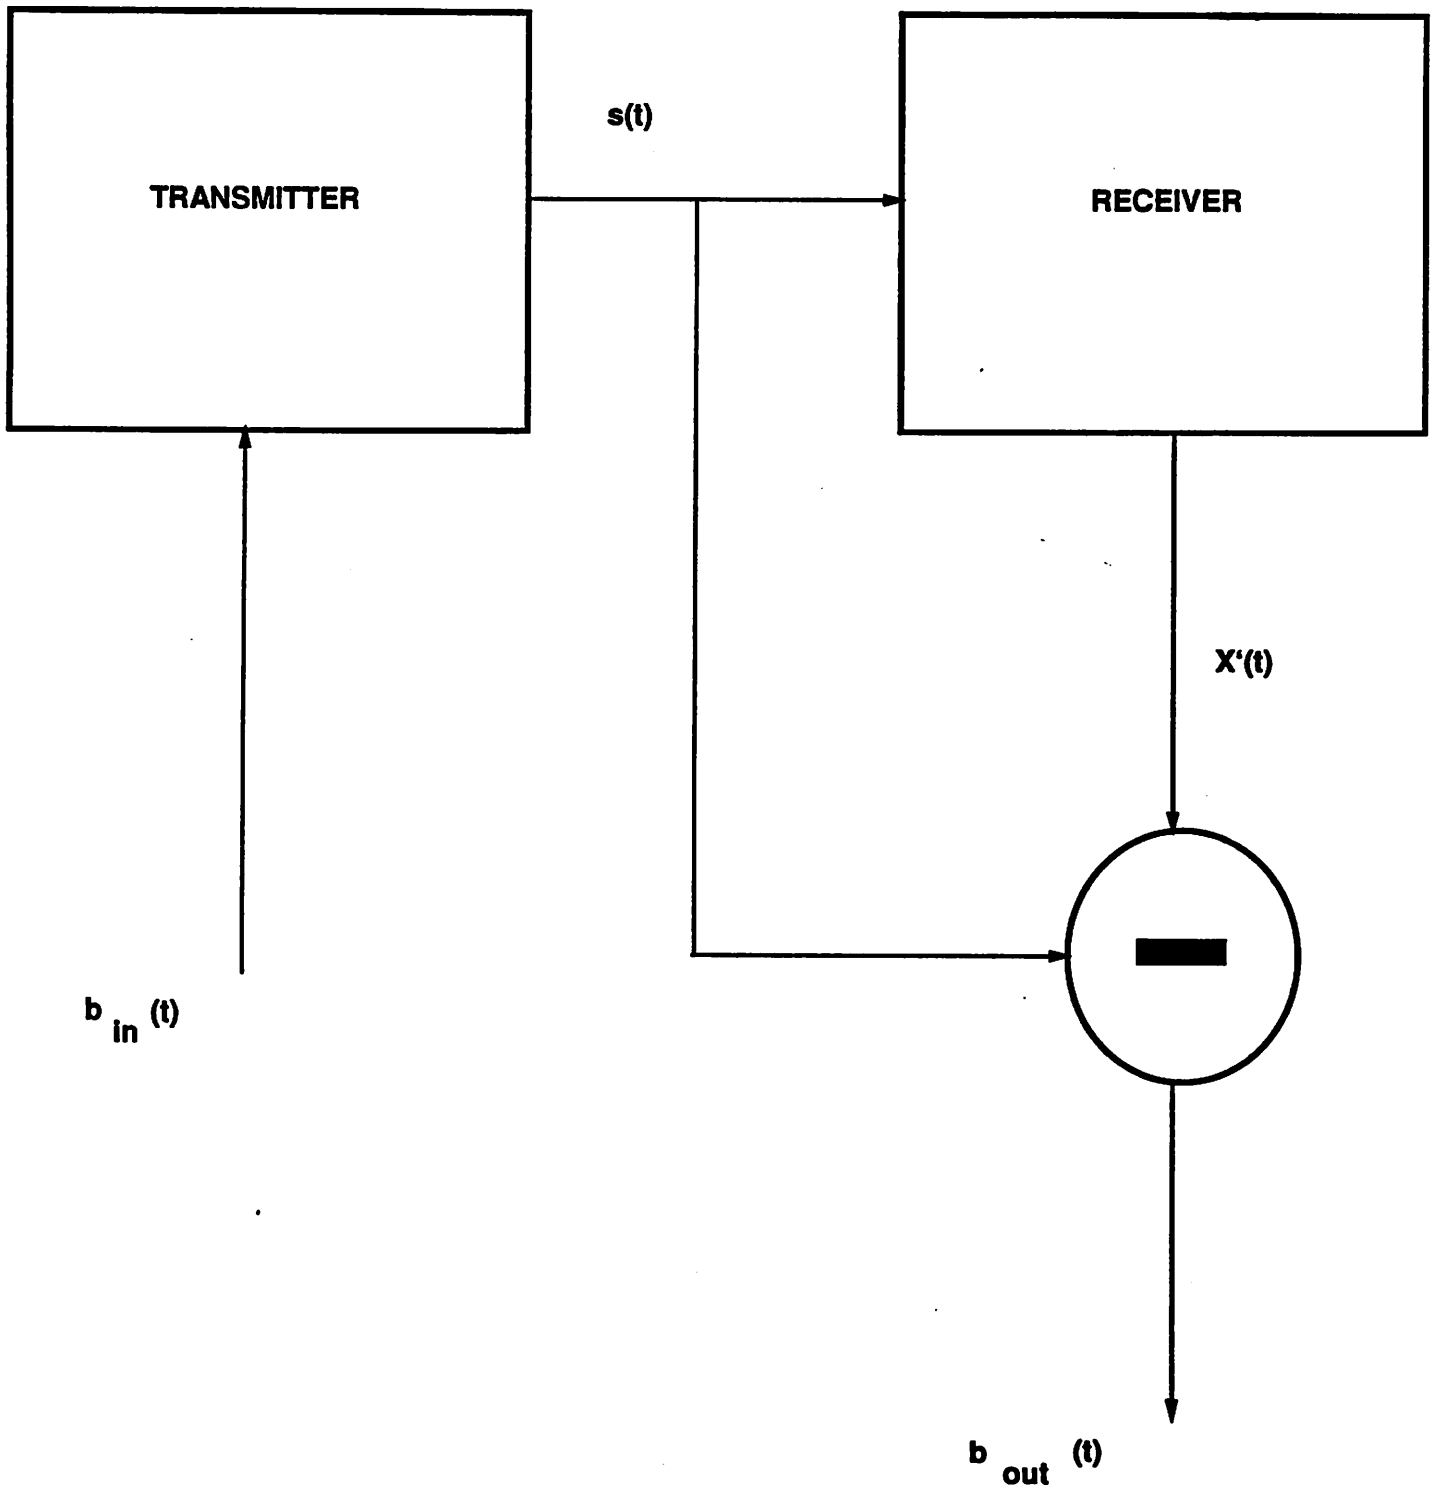 s(t)
TRANSMITTER
RECEIVER
X‘(t)
b in (t)
b out (t)